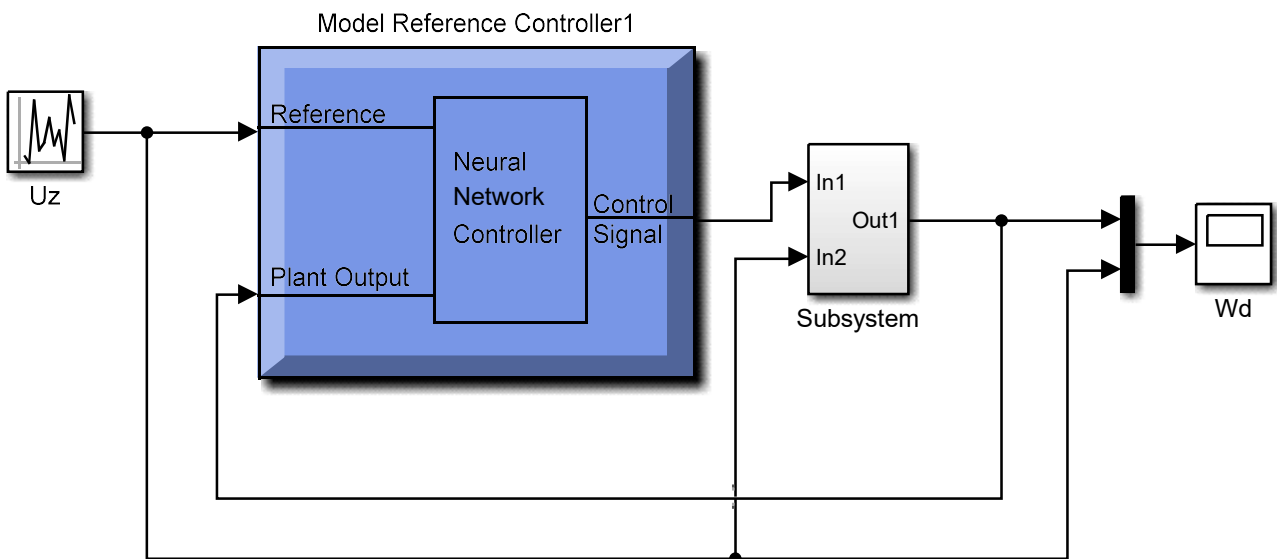 Model Reference Controller1
Uz
Reference
Plant Output
Neural
Network
Controller
Control
Signal
In1
In2
Out1
Subsystem
Wd